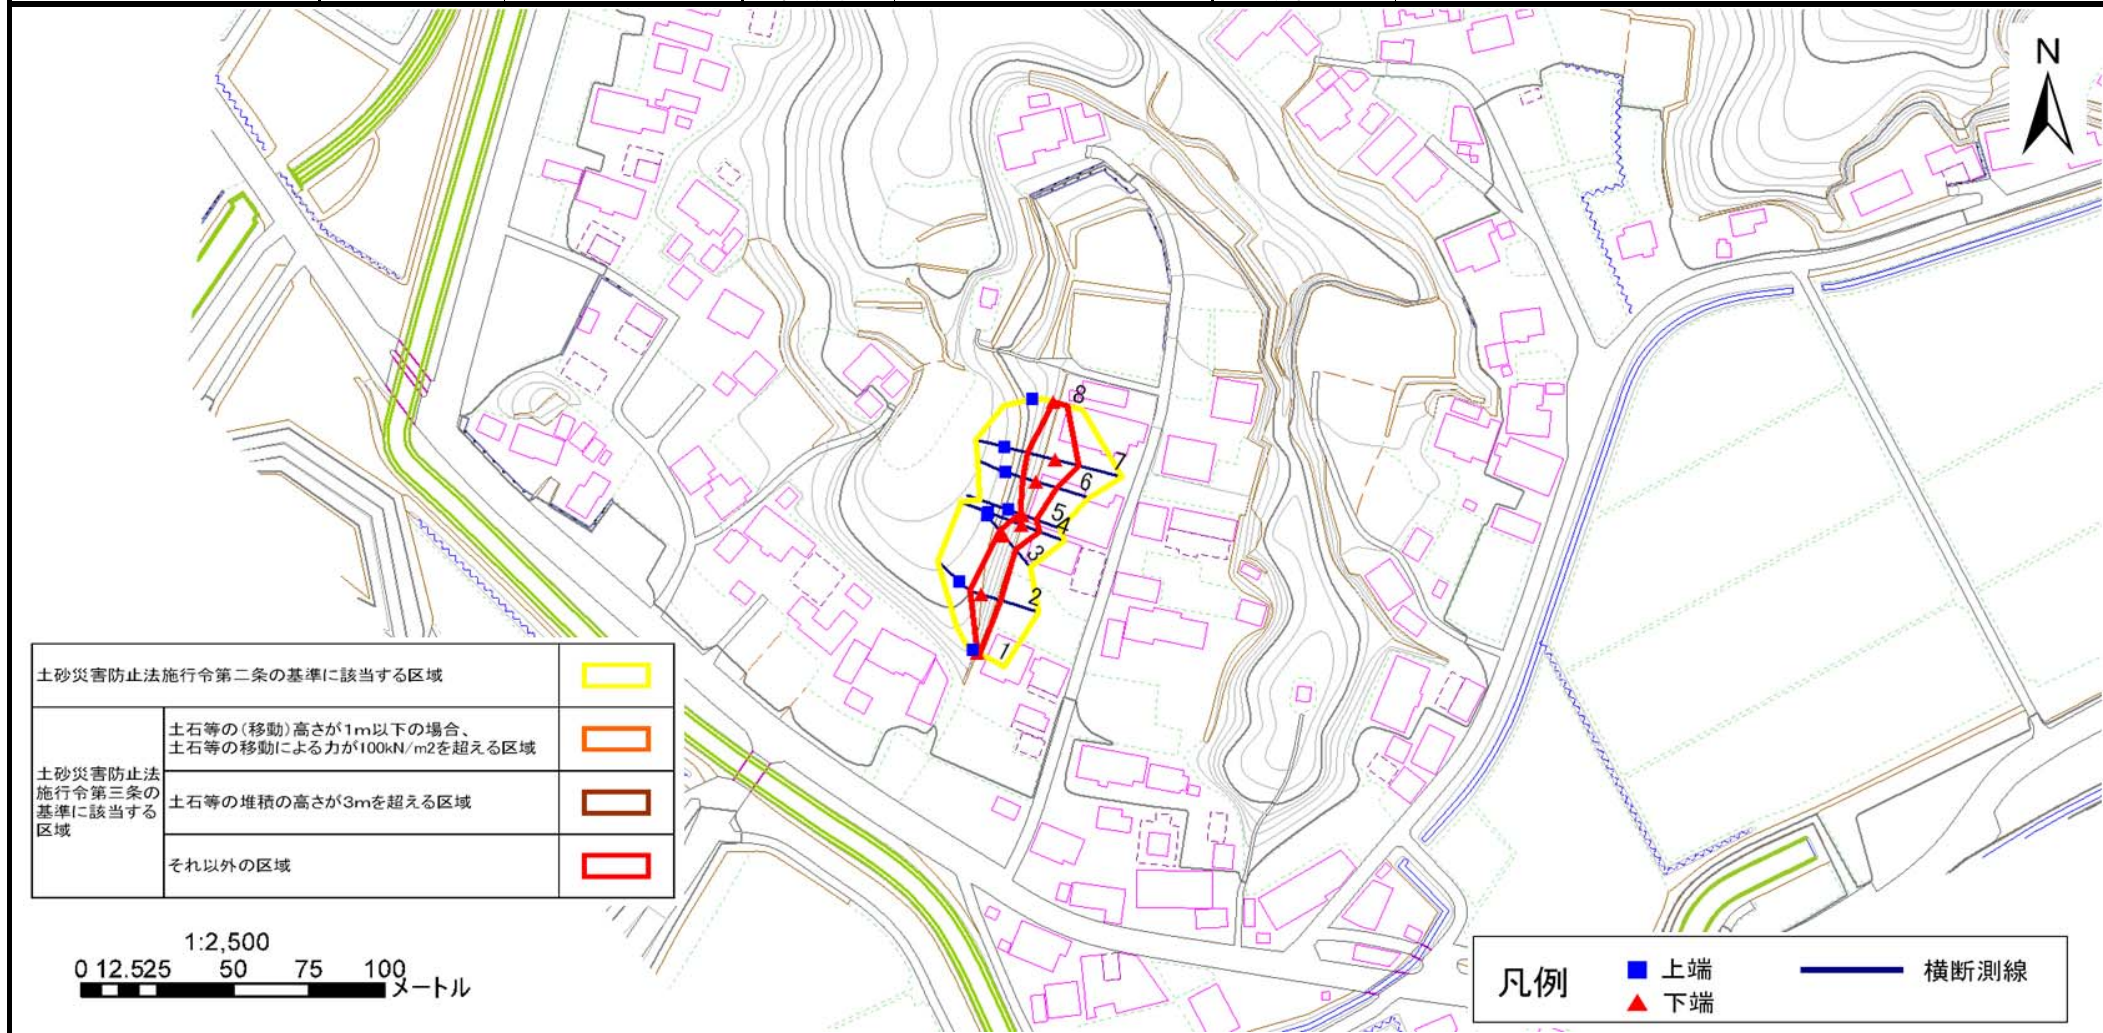 N
8
7
6
5
4
3
2
1
土砂災害防止法施行令第二条の基準に該当する区域
土砂災害防止法
施行令第三条の
基準に該当する
区域
土石等の(移動)高さが1m以下の場合、
土石等の移動による力が100kN/m2を超える区域
土石等の堆積の高さが3mを超える区域
それ以外の区域
1:2,500
0 12.525 50 75 100
メートル
凡例
上端
下端
横断測線